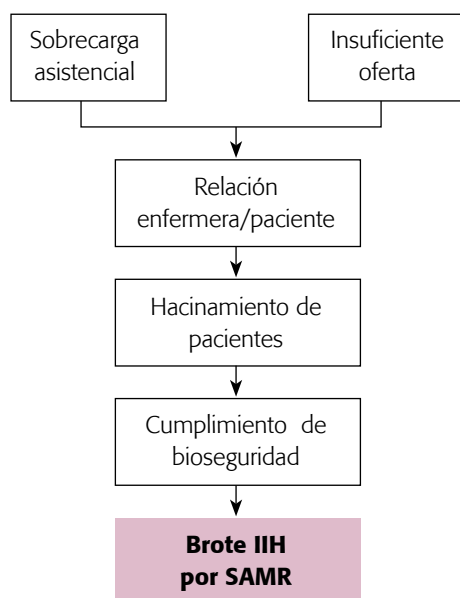 Sobrecarga
asistencial
Insuficiente
oferta
Relación
enfermera/paciente
Hacinamiento de
pacientes
Cumplimiento de
bioseguridad
Brote IIH
por SAMR